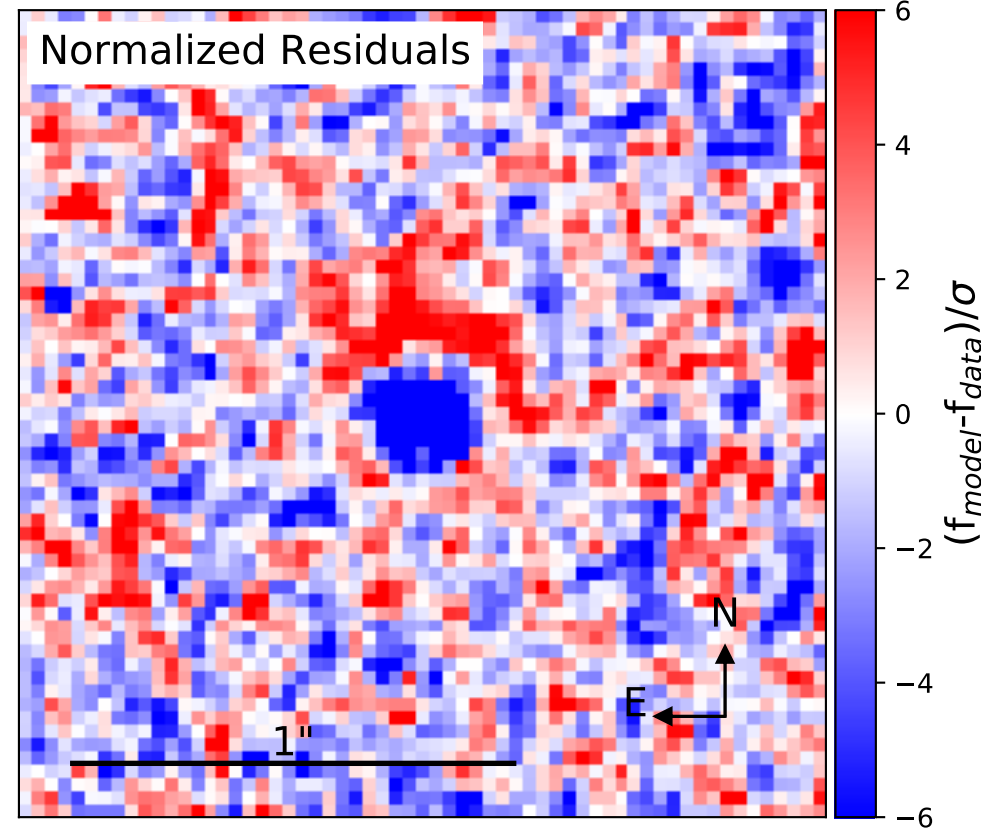 Normalized Residuals
6
4
2
0
−2
−4
−6
(f_model-f_data)/σ
N
E
1"